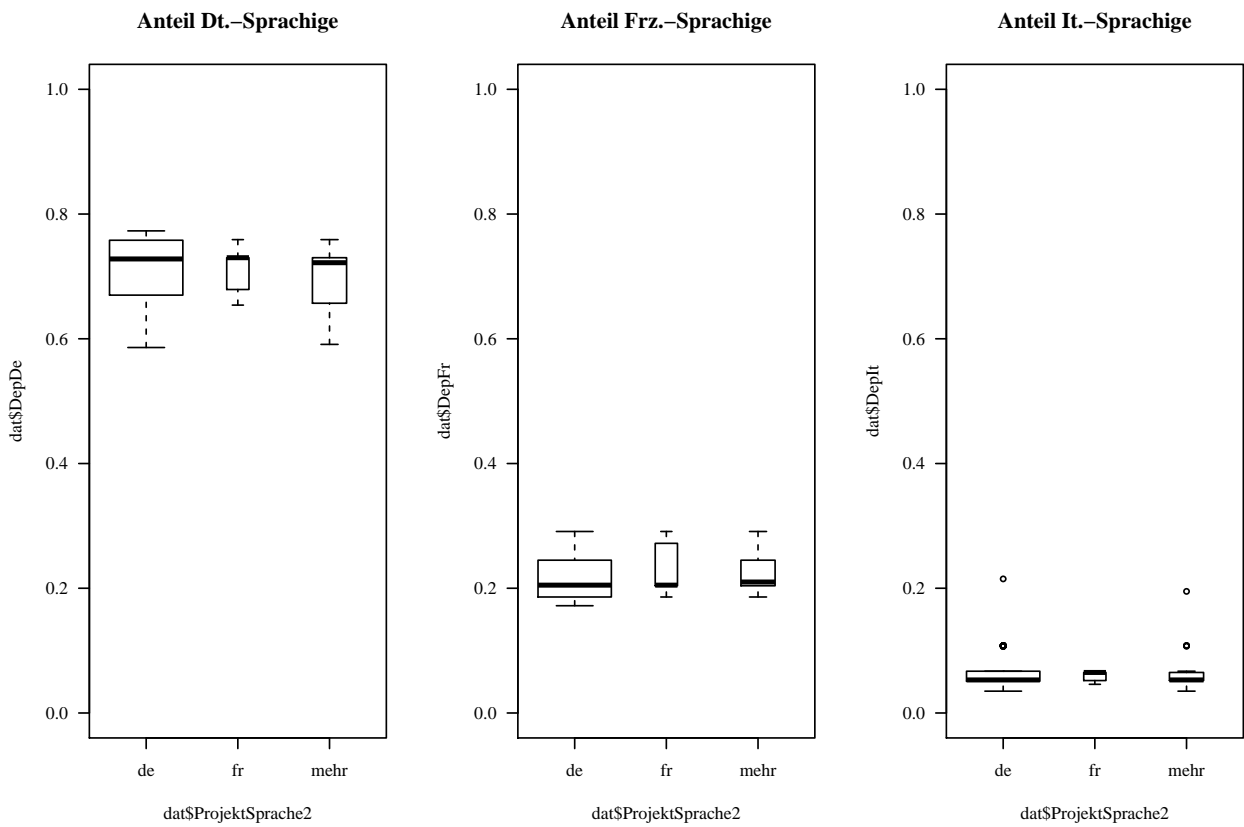 Anteil Dt.−Sprachige
dat$DepDe
1.0
0.8
0.6
0.4
0.2
0.0
de fr mehr
dat$ProjektSprache2
Anteil Frz.−Sprachige
dat$DepFr
1.0
0.8
0.6
0.4
0.2
0.0
de fr mehr
dat$ProjektSprache2
Anteil It.−Sprachige
dat$DepIt
1.0
0.8
0.6
0.4
0.2
0.0
de fr mehr
dat$ProjektSprache2